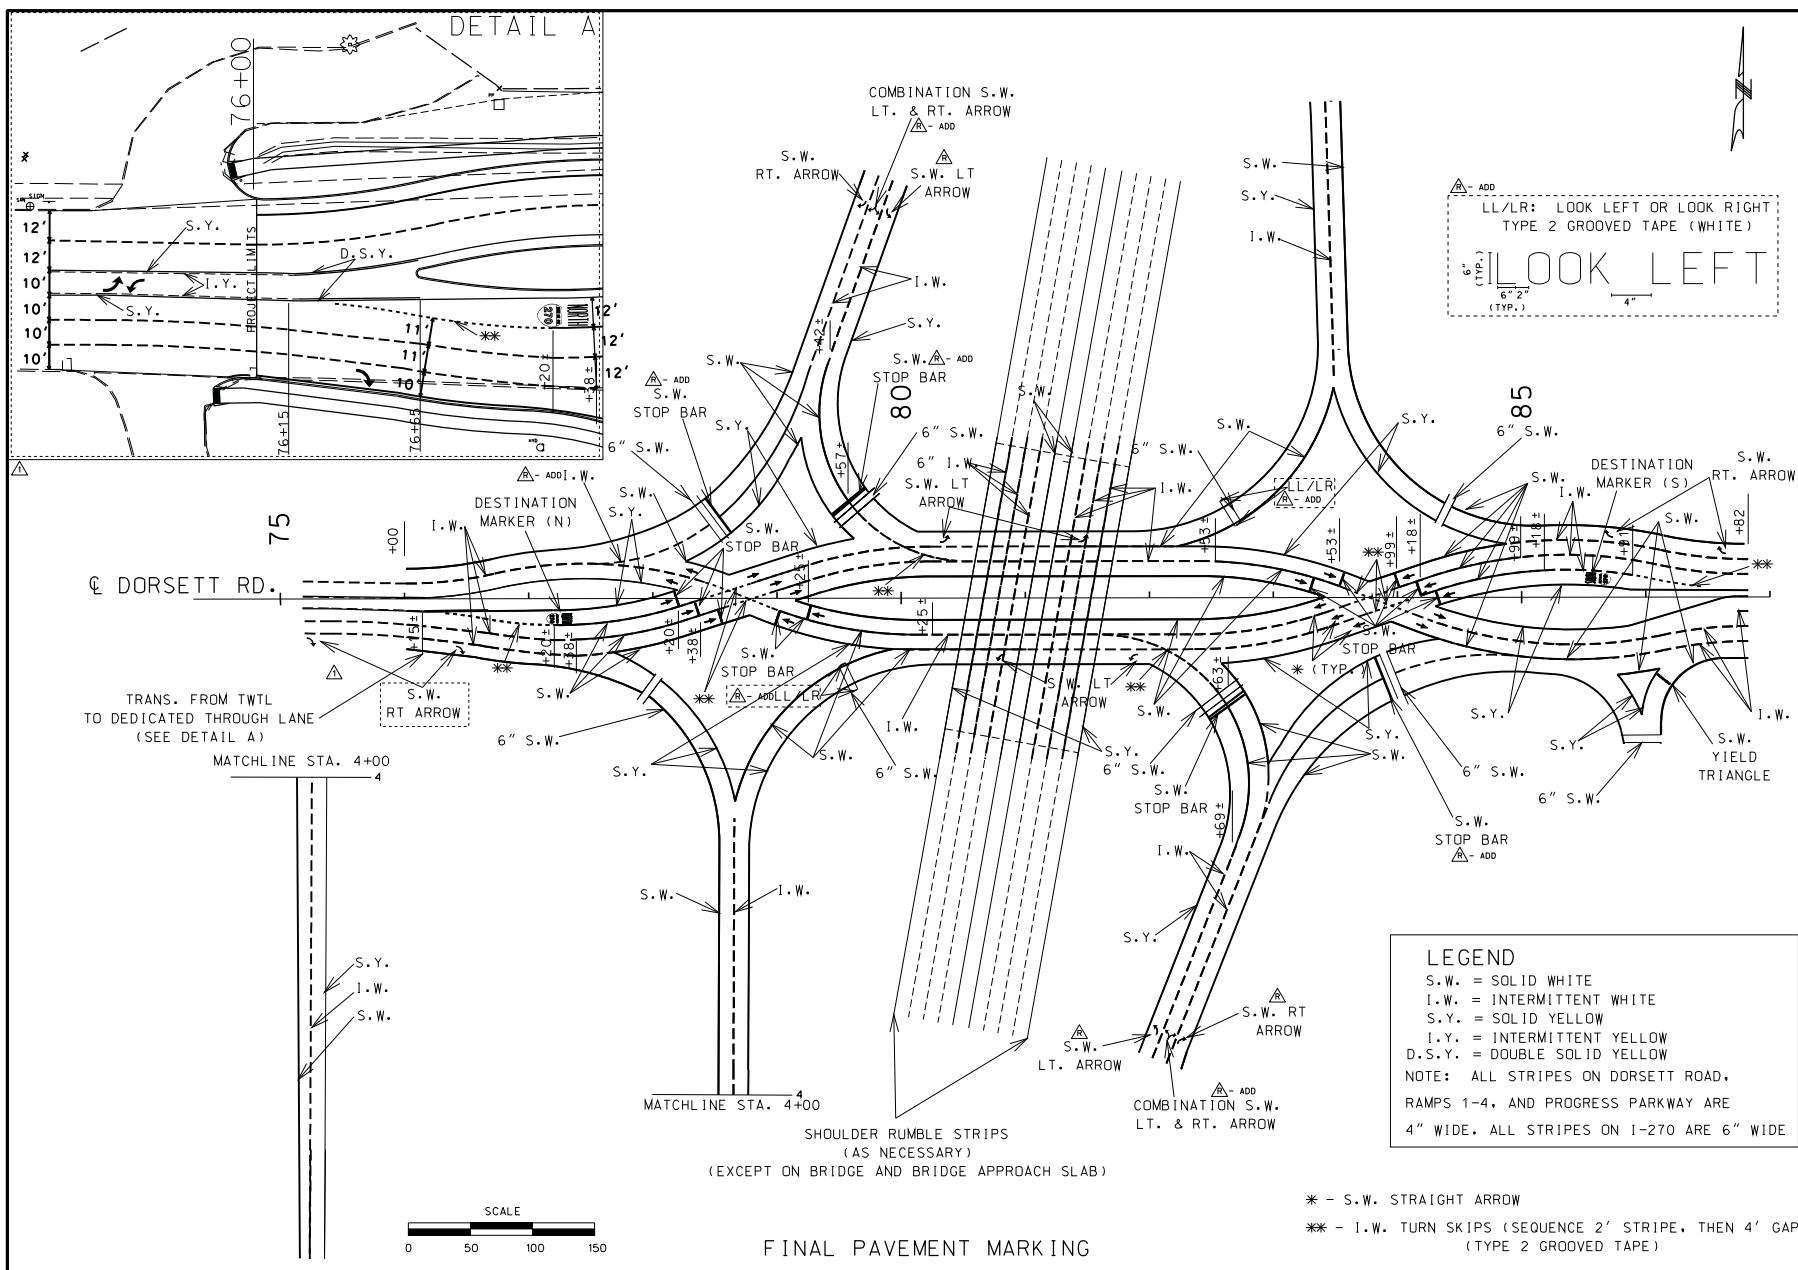 DETAIL A
76+00
12'
12'
10'
10'
10'
10'
S.Y.
D.S.Y.
I.Y.
S.Y.
PROJECT LIMITS
11'
11'
10'
**
NORTH
270
12'
12'
12'
+20±
+38±
76+15
76+65
COMBINATION S.W.
LT. & RT. ARROW
R - ADD
S.W.
RT. ARROW
R
S.W. LT
ARROW
I.W.
S.Y.
+42±
S.W.
S.W. R - ADD
STOP BAR
80
R - ADD
S.W.
STOP BAR
S.Y.
6" S.W.
+57±
6" S.W.
6" I.W.
S.W. LT
ARROW
S.W.
I.W.
6" S.W.
S.W.
S.W.
S.Y.
I.W.
S.W.
S.Y.
85
6" S.W.
R - ADD
LL/LR: LOOK LEFT OR LOOK RIGHT
TYPE 2 GROOVED TAPE (WHITE)
LOOK LEFT
6"
(TYP.)
6" 2"
(TYP.)
4"
1
R - ADD I.W.
DESTINATION
MARKER (N)
S.W.
S.Y.
S.W.
STOP BAR
75
+00
I.W.
LL/LR
R - ADD
+53±
+53±
**
+99±
+18±
S.W.
I.W.
DESTINATION
MARKER (S)
S.W.
RT. ARROW
S.W.
+99±
+18±
+91±
+82
**
℄ DORSETT RD.
+25±
**
+25±
+15±
+20±
+38±
+20±
+38±
**
1
S.W.
RT ARROW
S.W.
**
S.W.
STOP BAR
R - ADD LL/LR
TRANS. FROM TWTL
TO DEDICATED THROUGH LANE
(SEE DETAIL A)
6" S.W.
S.Y.
S.W.
I.W.
6" S.W.
S.W. LT
ARROW
**
S.W.
+63±
S.Y.
6" S.W.
S.W.
STOP BAR
* (TYP.)
S.W.
STOP BAR
S.Y.
S.W.
6" S.W.
S.Y.
S.Y.
6" S.W.
S.W.
YIELD
TRIANGLE
I.W.
+69±
S.W.
STOP BAR
R - ADD
MATCHLINE STA. 4+00
4
S.Y.
I.W.
S.W.
S.W.
I.W.
MATCHLINE STA. 4+00
4
I.W.
S.Y.
R
S.W. RT
ARROW
R
S.W.
LT. ARROW
R - ADD
COMBINATION S.W.
LT. & RT. ARROW
SHOULDER RUMBLE STRIPS
(AS NECESSARY)
(EXCEPT ON BRIDGE AND BRIDGE APPROACH SLAB)
LEGEND
S.W. = SOLID WHITE
I.W. = INTERMITTENT WHITE
S.Y. = SOLID YELLOW
I.Y. = INTERMITTENT YELLOW
D.S.Y. = DOUBLE SOLID YELLOW
NOTE: ALL STRIPES ON DORSETT ROAD,
RAMPS 1-4, AND PROGRESS PARKWAY ARE
4" WIDE. ALL STRIPES ON I-270 ARE 6" WIDE
* - S.W. STRAIGHT ARROW
** - I.W. TURN SKIPS (SEQUENCE 2' STRIPE, THEN 4' GAP
(TYPE 2 GROOVED TAPE)
SCALE
0 50 100 150
FINAL PAVEMENT MARKING